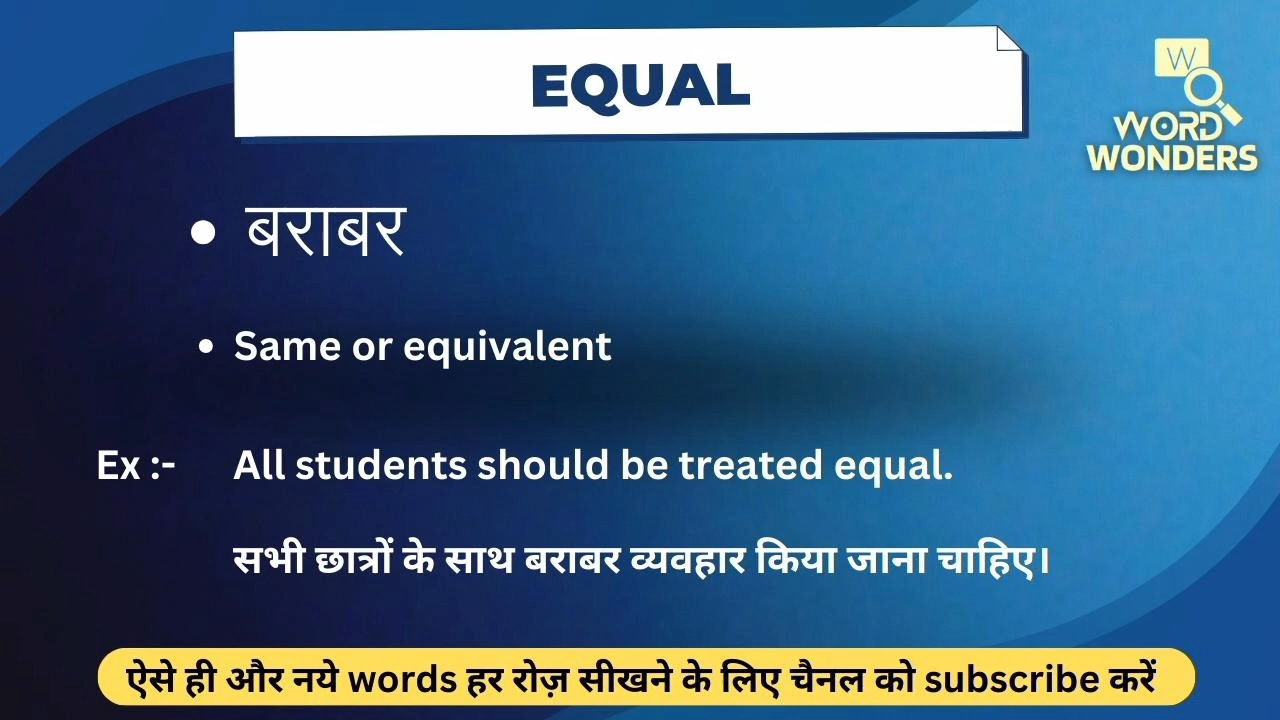 EQUAL
W
WORD
WONDERS
• बराबर
• Same or equivalent
Ex :- All students should be treated equal.
सभी छात्रों के साथ बराबर व्यवहार किया जाना चाहिए।
ऐसे ही और नये words हर रोज़ सीखने के लिए चैनल को subscribe करें